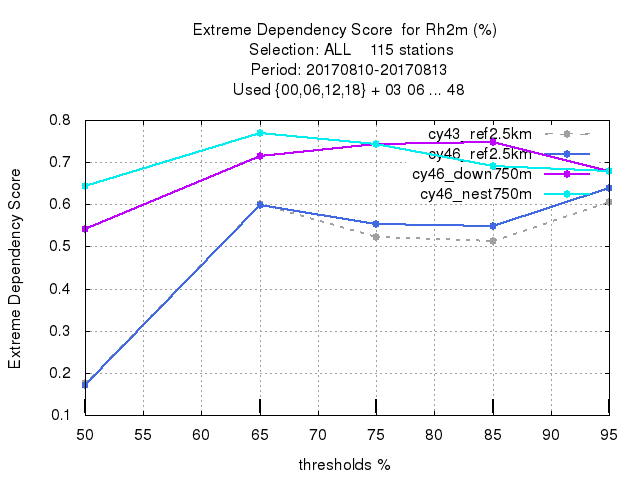 Extreme Dependency Score  for Rh2m (%)
Selection: ALL    115 stations
Period: 20170810-20170813
Used {00,06,12,18} + 03 06 ... 48
Extreme Dependency Score
0.8
0.7
0.6
0.5
0.4
0.3
0.2
0.1
cy43_ref2.5km
cy46_ref2.5km
cy46_down750m
cy46_nest750m
50 55 60 65 70 75 80 85 90 95
thresholds %